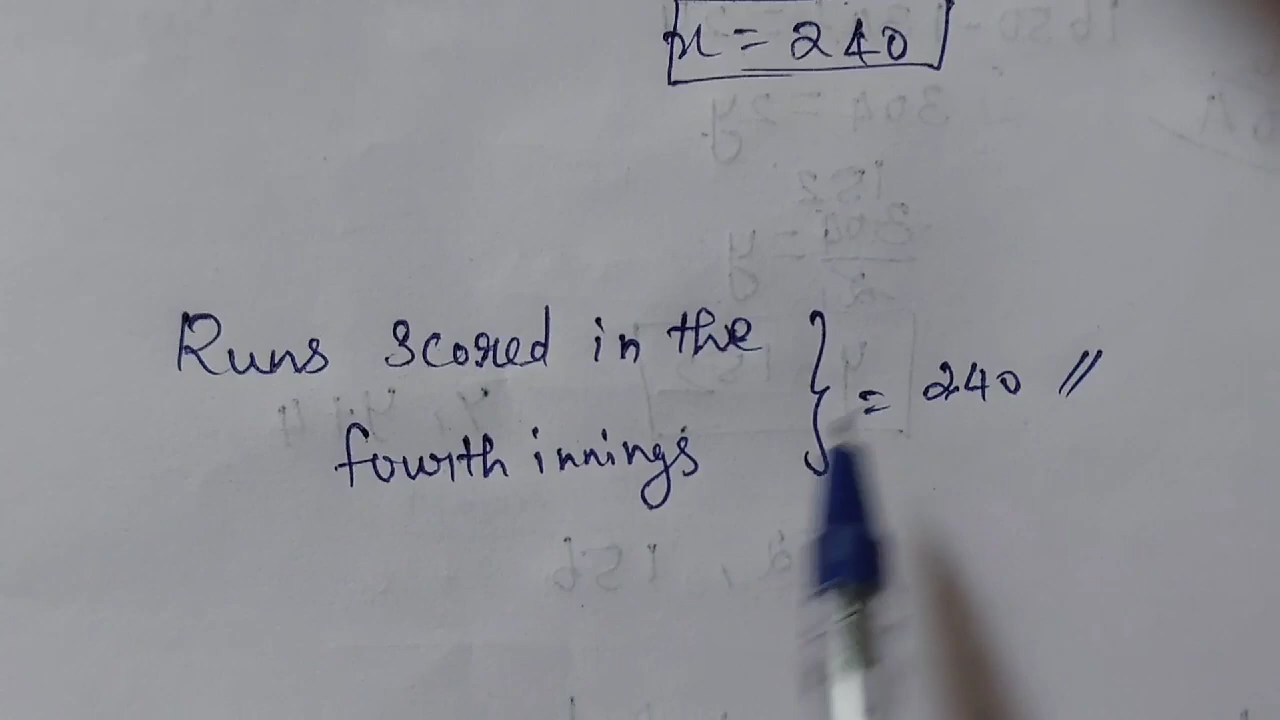 x = 240
Runs scored in the } = 240 //
fourth innings